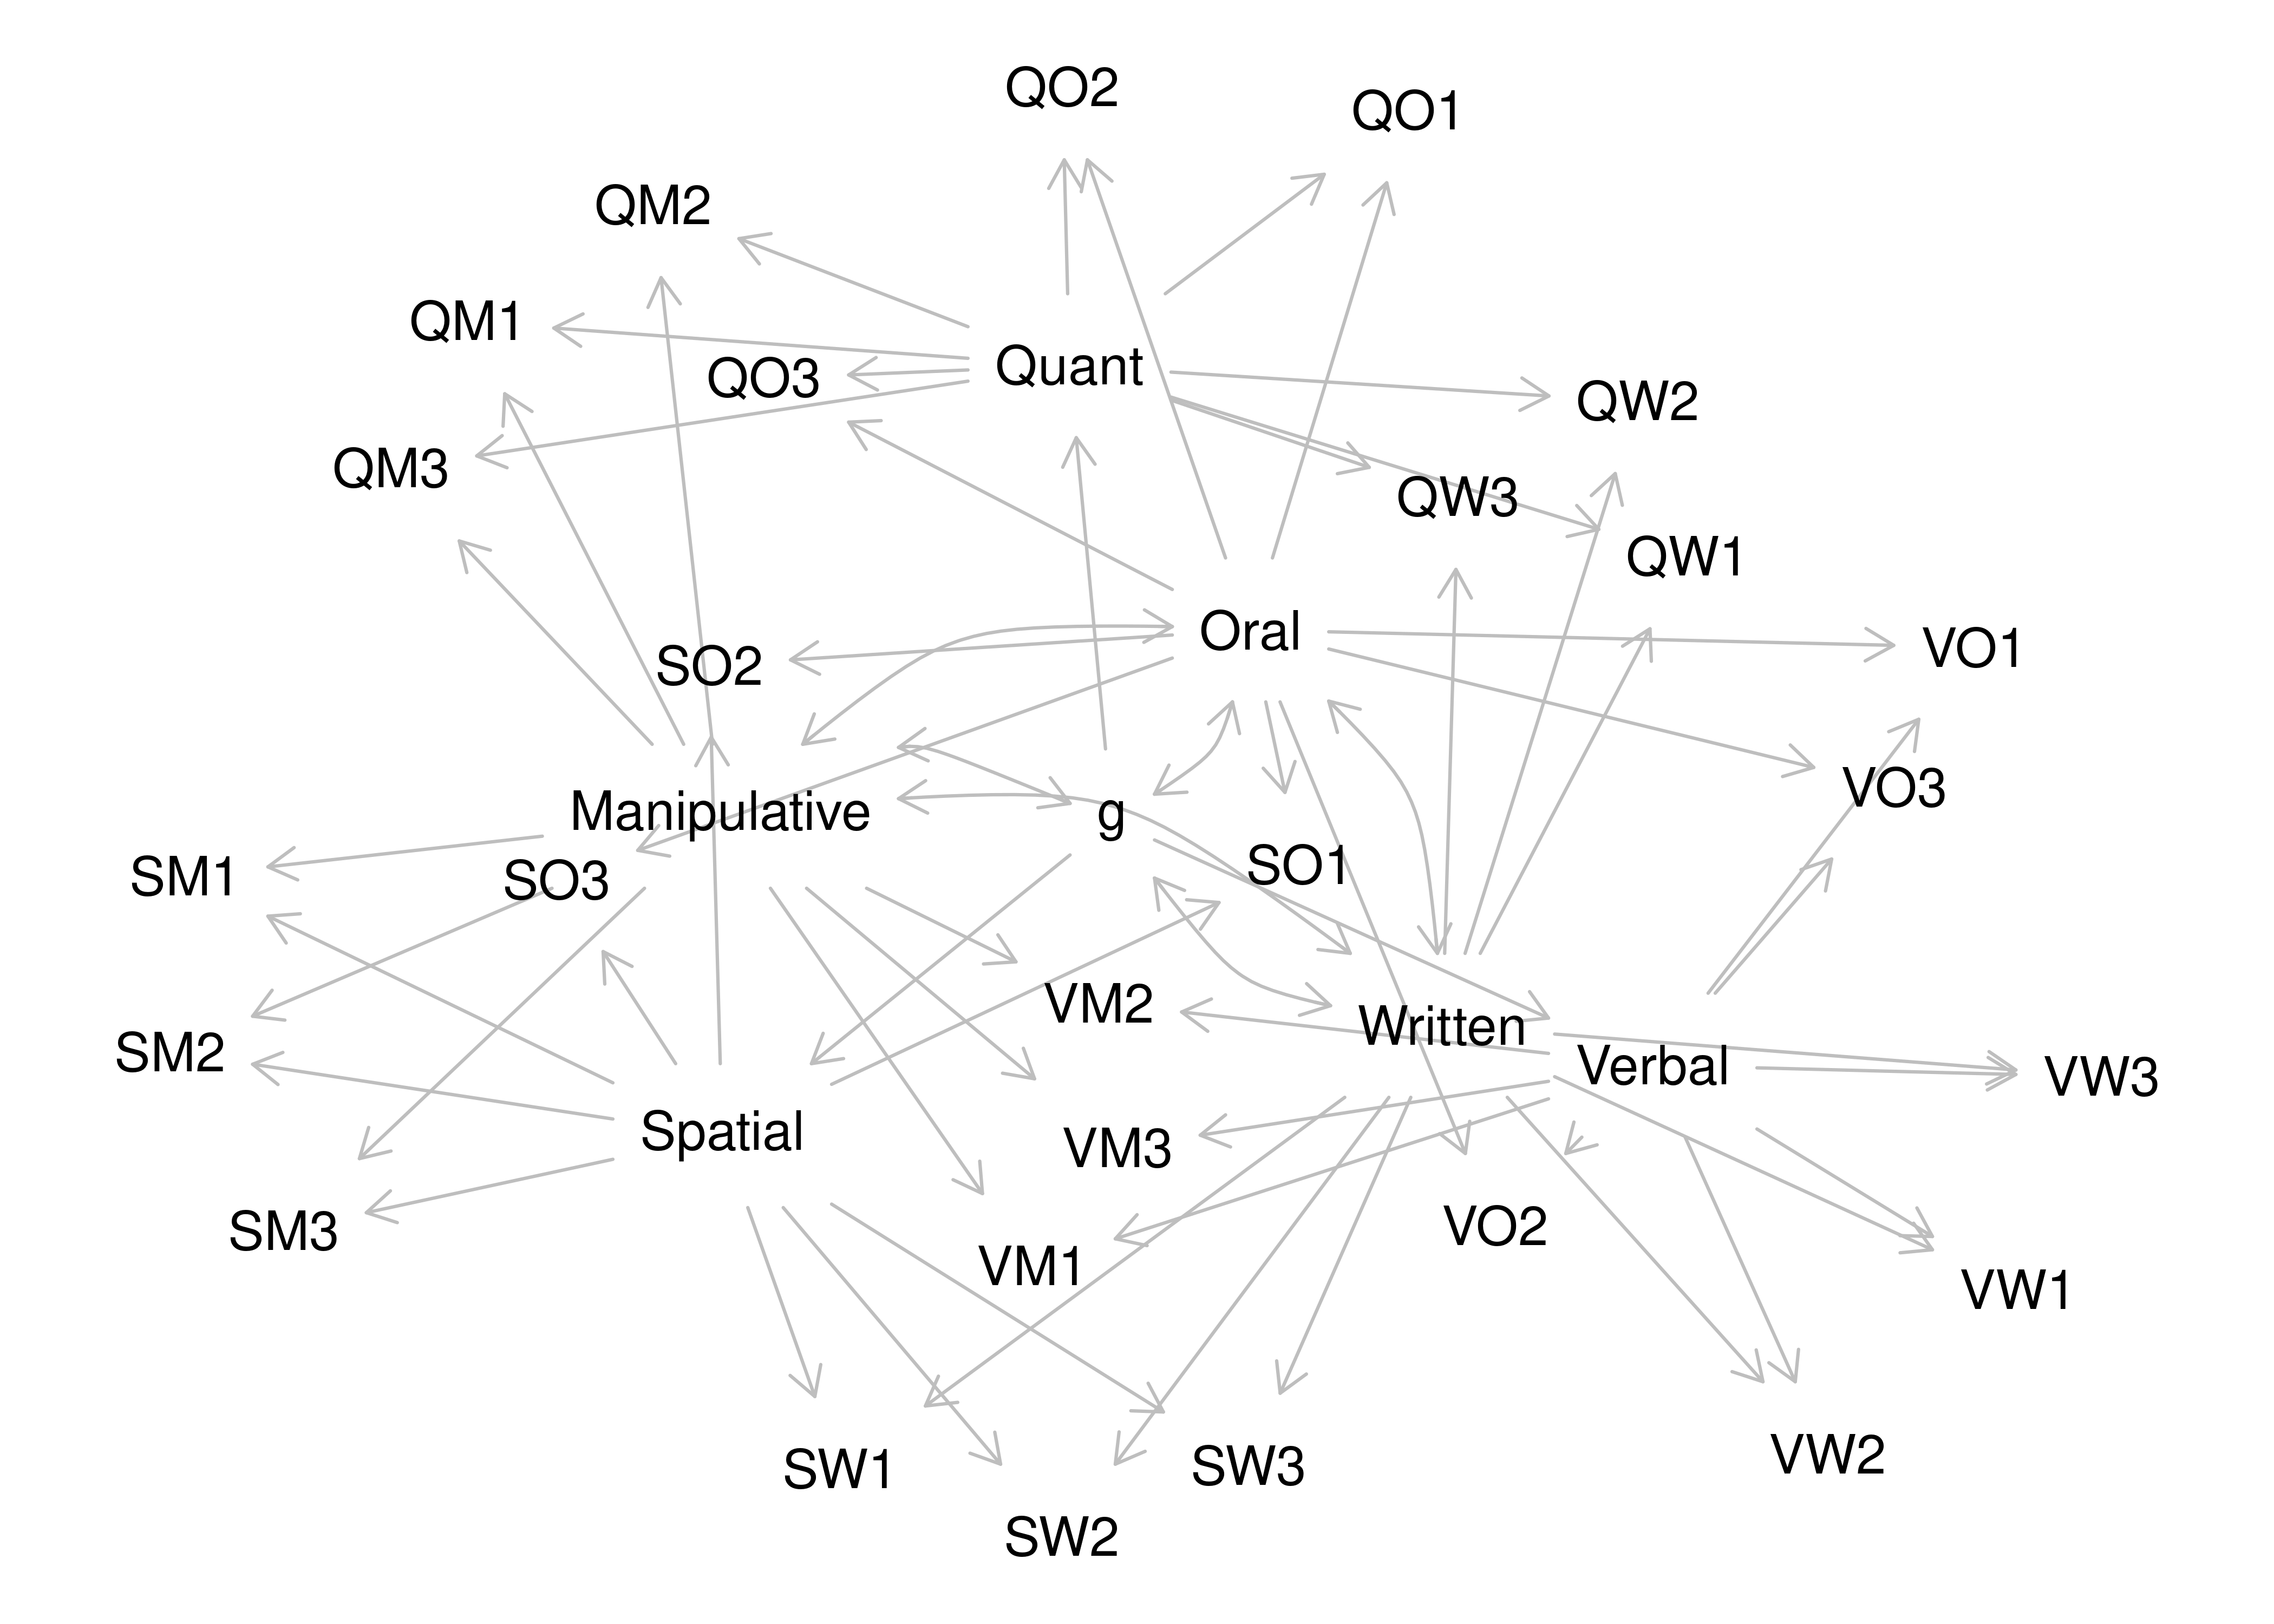 QO2
QO1
QM2
QM1
Quant
QO3
QW2
QM3
QW3
QW1
Oral
VO1
SO2
VO3
Manipulative
g
SO1
SM1
SO3
VM2
Written
SM2
Verbal
VW3
Spatial
VM3
VO2
SM3
VM1
VW1
VW2
SW3
SW1
SW2